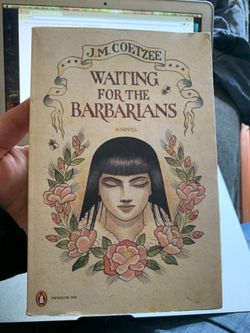 J.M. COETZEE
WAITING
FOR THE
BARBARIANS
A NOVEL
PENGUIN INK